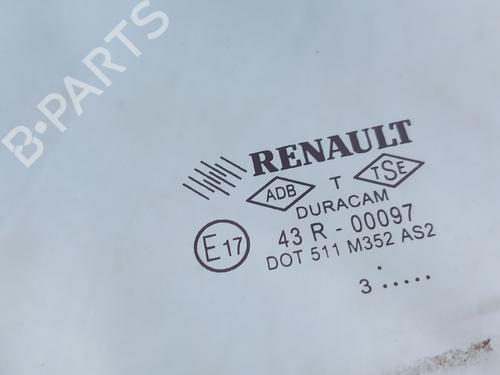 B-PARTS
RENAULT
ADB T TSE
DURACAM
E17 43 R - 00097
DOT 511 M352 AS2
3 :.....